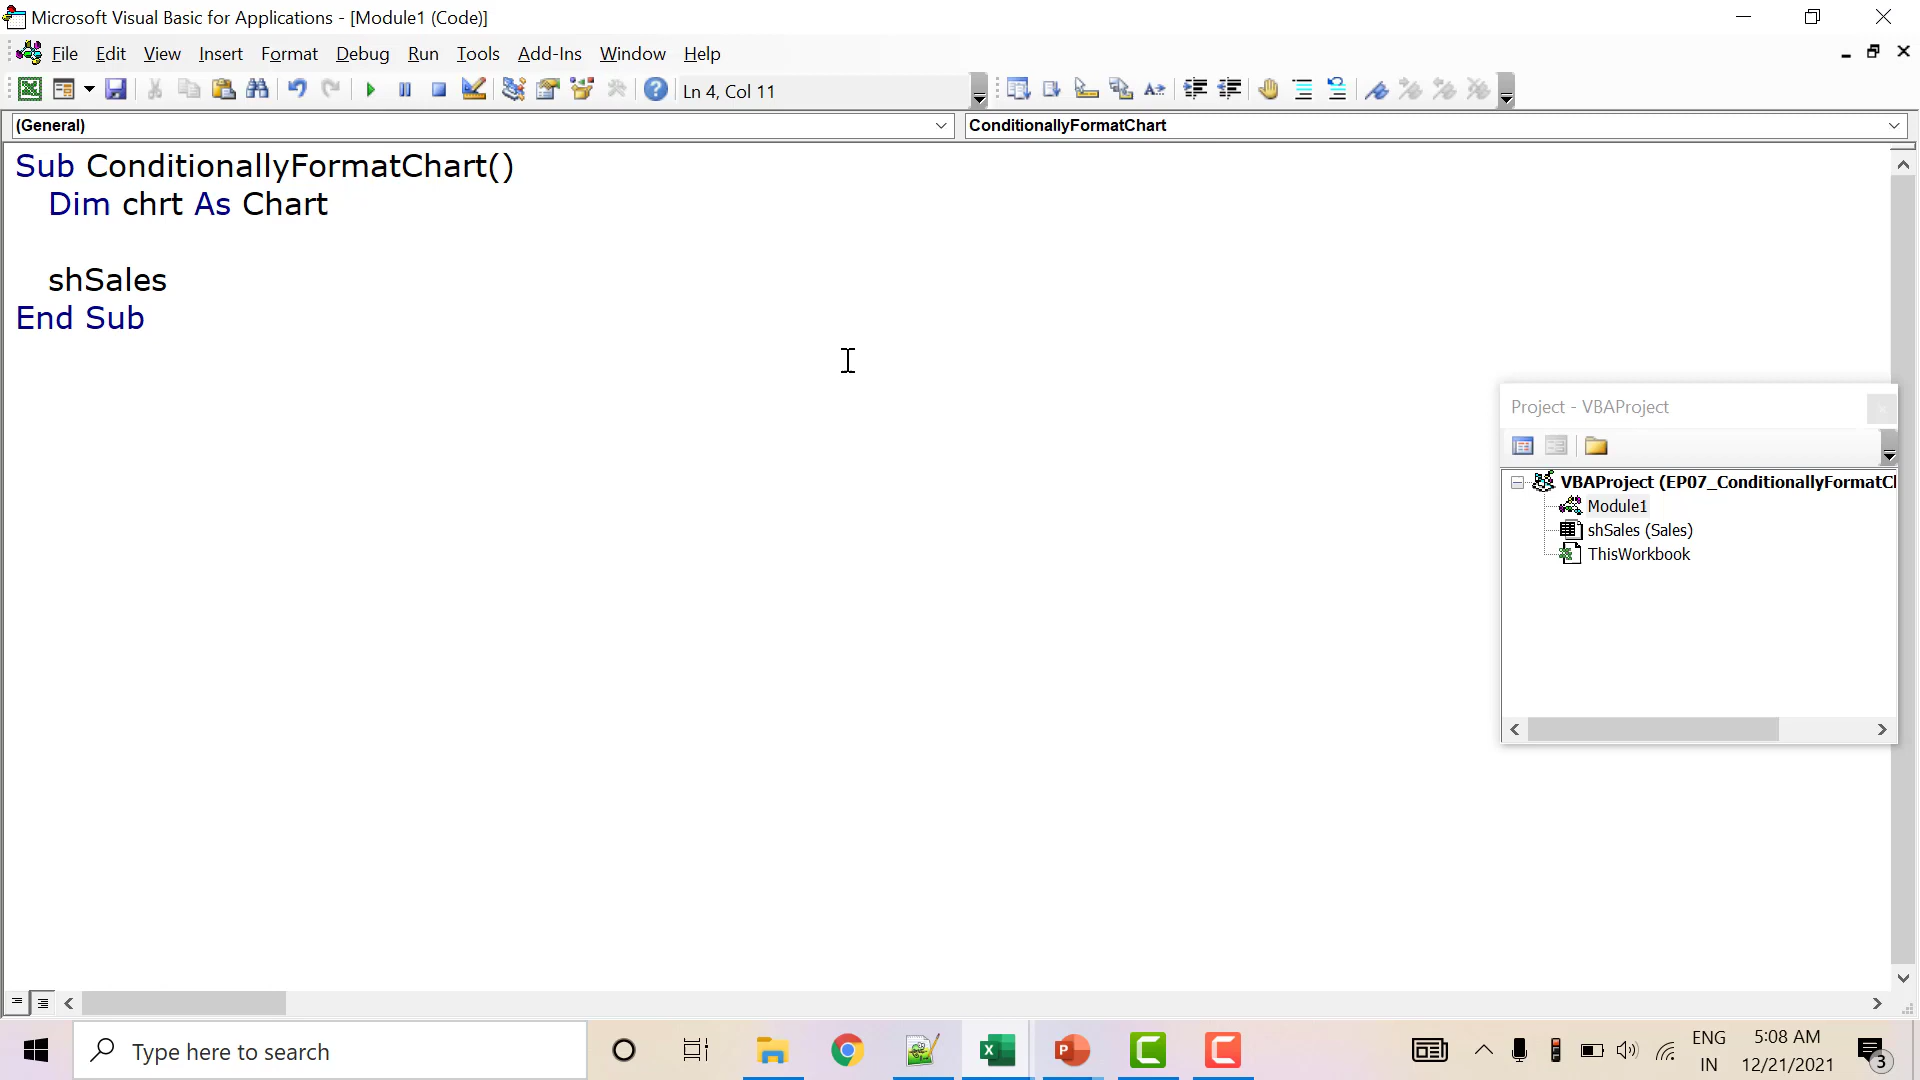 Microsoft Visual Basic for Applications - [Module1 (Code)]
File Edit View Insert Format Debug Run Tools Add-Ins Window Help
Ln 4, Col 11
(General)
ConditionallyFormatChart
Sub ConditionallyFormatChart()
Dim chrt As Chart
shSales
End Sub
Project - VBAProject
VBAProject (EP07_ConditionallyFormatCl
Module1
shSales (Sales)
ThisWorkbook
Type here to search
ENG
IN
5:08 AM
12/21/2021
3